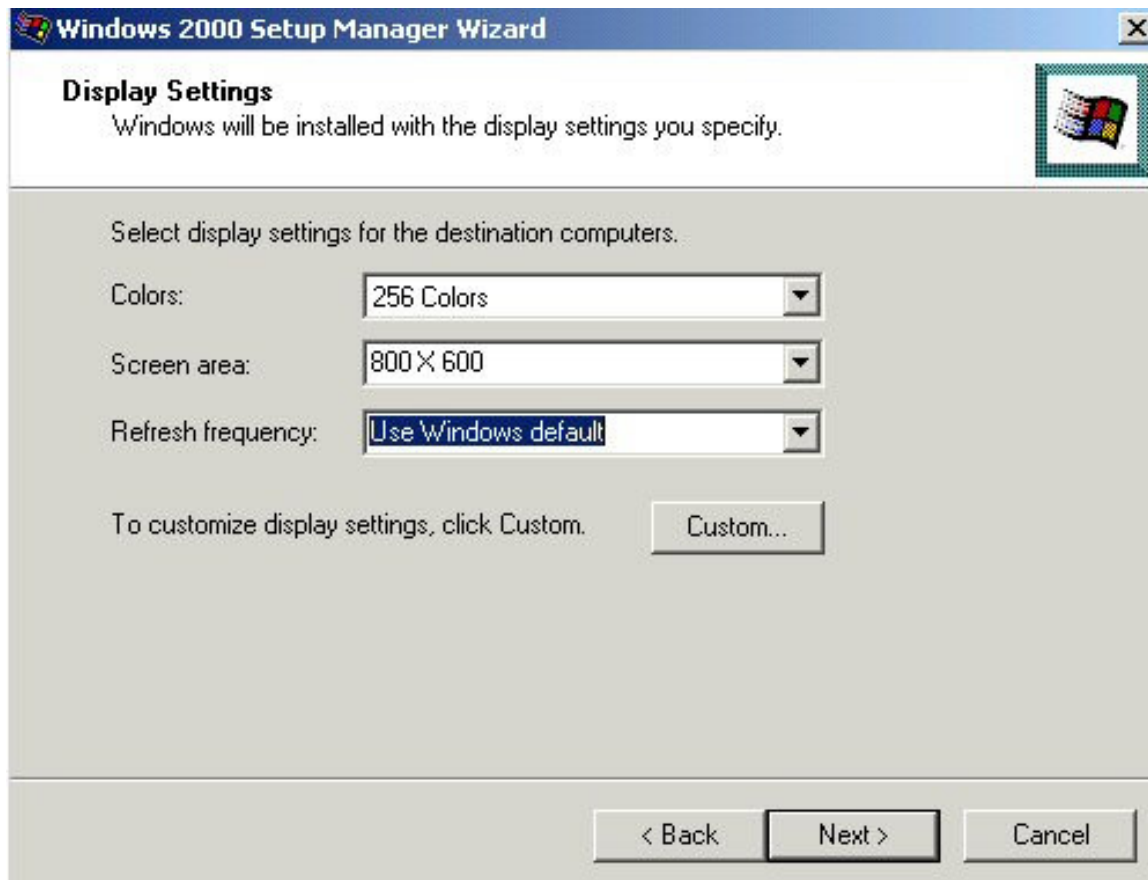 Windows 2000 Setup Manager Wizard
Display Settings
Windows will be installed with the display settings you specify.
Select display settings for the destination computers.
Colors: 256 Colors
Screen area: 800 X 600
Refresh frequency: Use Windows default
To customize display settings, click Custom. Custom...
< Back Next > Cancel